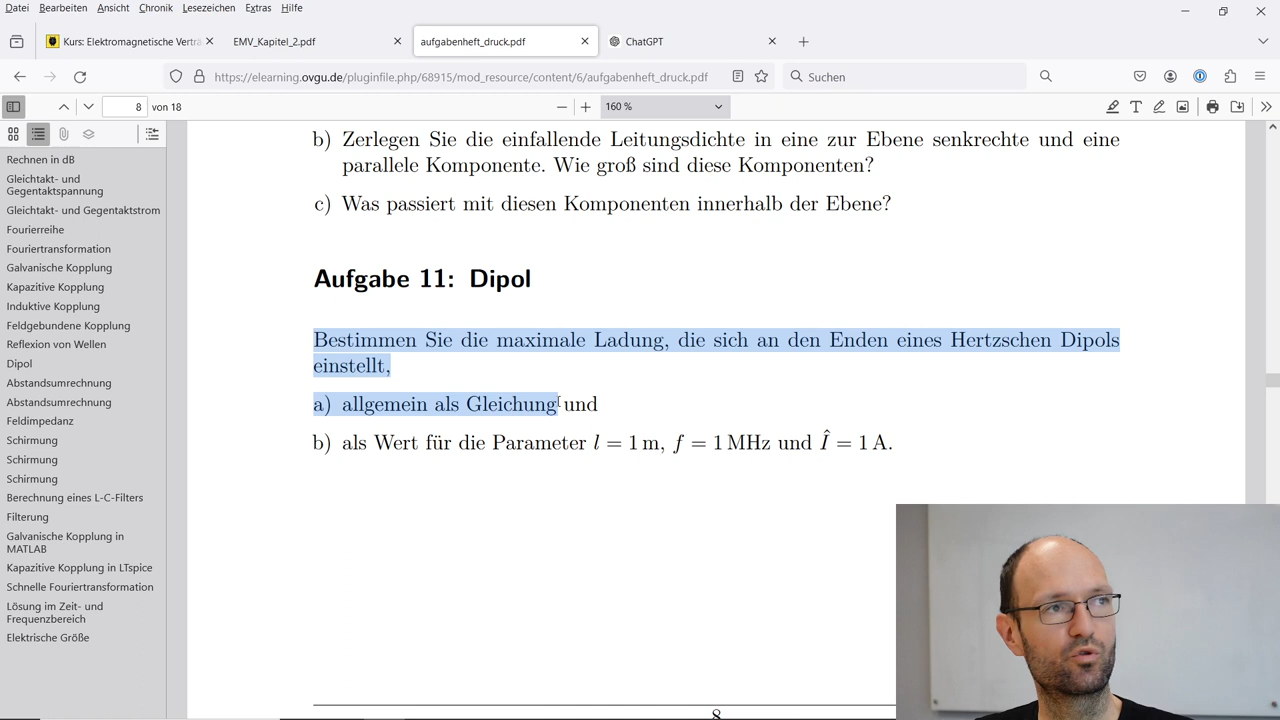 Datei Bearbeiten Ansicht Chronik Lesezeichen Extras Hilfe
Kurs: Elektromagnetische Verträ
EMV_Kapitel_2.pdf
aufgabenheft_druck.pdf
ChatGPT
https://elearning.ovgu.de/pluginfile.php/68915/mod_resource/content/6/aufgabenheft_druck.pdf
Suchen
8 von 18
160 %
Rechnen in dB
Gleichtakt- und
Gegentaktspannung
Gleichtakt- und Gegentaktstrom
Fourierreihe
Fouriertransformation
Galvanische Kopplung
Kapazitive Kopplung
Induktive Kopplung
Feldgebundene Kopplung
Reflexion von Wellen
Dipol
Abstandsumrechnung
Abstandsumrechnung
Feldimpedanz
Schirmung
Schirmung
Schirmung
Berechnung eines L-C-Filters
Filterung
Galvanische Kopplung in
MATLAB
Kapazitive Kopplung in LTspice
Schnelle Fouriertransformation
Lösung im Zeit- und
Frequenzbereich
Elektrische Größe
b) Zerlegen Sie die einfallende Leitungsdichte in eine zur Ebene senkrechte und eine
parallele Komponente. Wie groß sind diese Komponenten?
c) Was passiert mit diesen Komponenten innerhalb der Ebene?
Aufgabe 11: Dipol
Bestimmen Sie die maximale Ladung, die sich an den Enden eines Hertzschen Dipols
einstellt,
a) allgemein als Gleichung und
b) als Wert für die Parameter l = 1 m, f = 1 MHz und Î = 1 A.
8